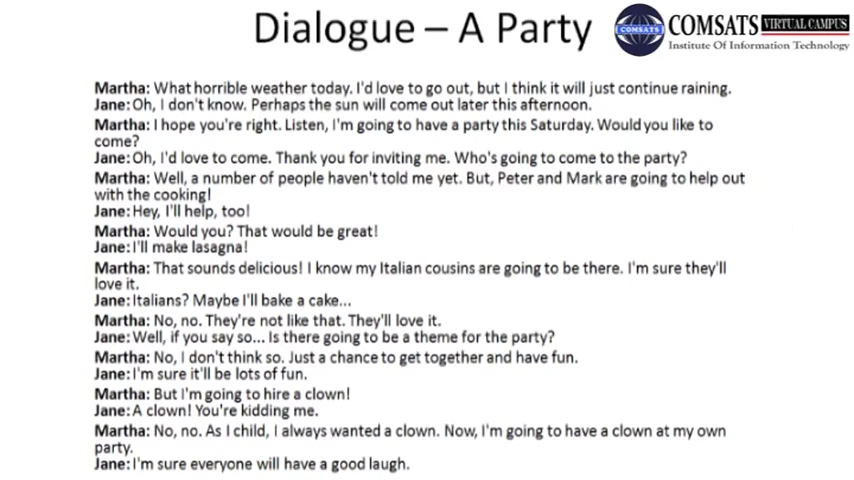 Dialogue – A Party
COMSATS
COMSATS VIRTUAL CAMPUS
Institute Of Information Technology
Martha: What horrible weather today. I'd love to go out, but I think it will just continue raining.
Jane: Oh, I don't know. Perhaps the sun will come out later this afternoon.
Martha: I hope you're right. Listen, I'm going to have a party this Saturday. Would you like to
come?
Jane: Oh, I'd love to come. Thank you for inviting me. Who's going to come to the party?
Martha: Well, a number of people haven't told me yet. But, Peter and Mark are going to help out
with the cooking!
Jane: Hey, I'll help, too!
Martha: Would you? That would be great!
Jane: I'll make lasagna!
Martha: That sounds delicious! I know my Italian cousins are going to be there. I'm sure they'll
love it.
Jane: Italians? Maybe I'll bake a cake...
Martha: No, no. They're not like that. They'll love it.
Jane: Well, if you say so... Is there going to be a theme for the party?
Martha: No, I don't think so. Just a chance to get together and have fun.
Jane: I'm sure it'll be lots of fun.
Martha: But I'm going to hire a clown!
Jane: A clown! You're kidding me.
Martha: No, no. As I child, I always wanted a clown. Now, I'm going to have a clown at my own
party.
Jane: I'm sure everyone will have a good laugh.